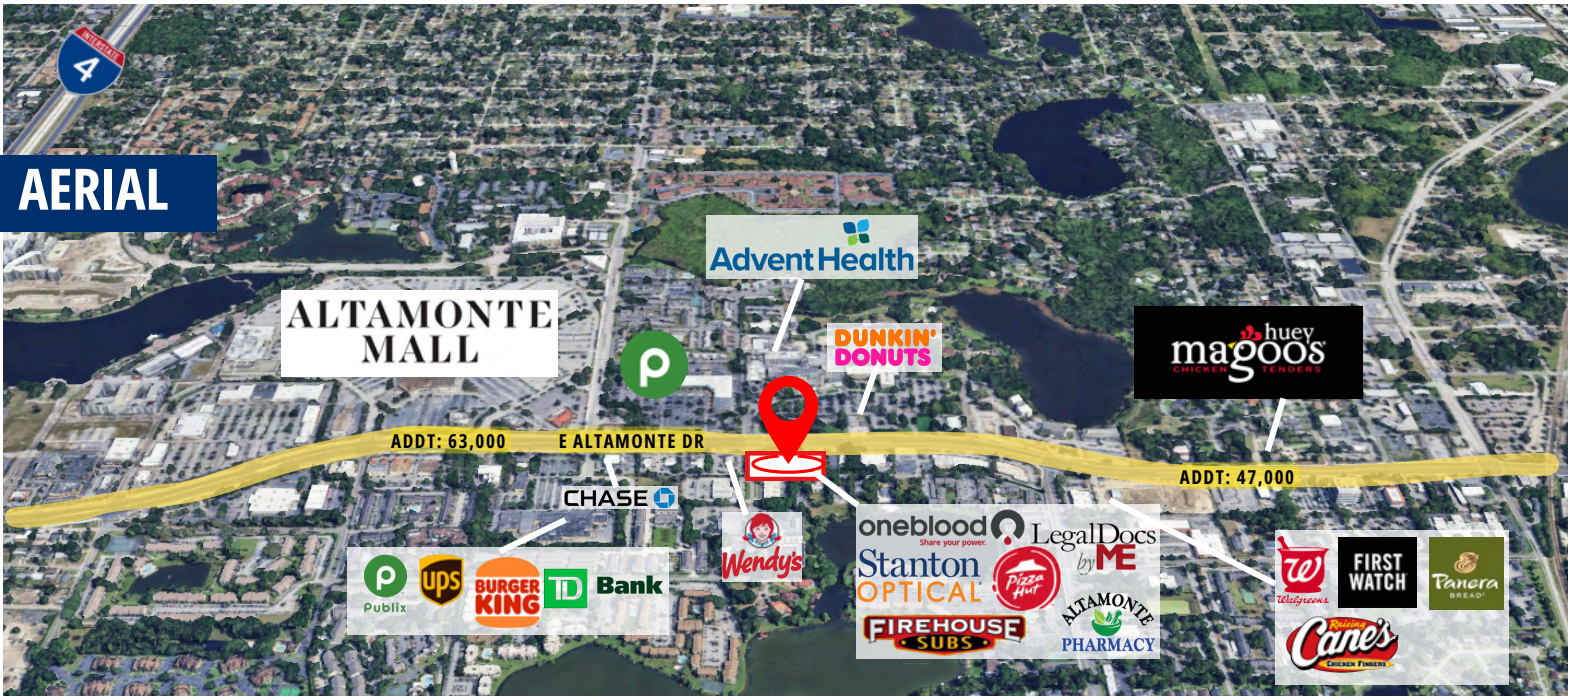 INTERSTATE
4
AERIAL
AdventHealth
ALTAMONTE
MALL
DUNKIN'
DONUTS
huey
magoos
CHICKEN TENDERS
p
ADDT: 63,000
E ALTAMONTE DR
ADDT: 47,000
CHASE
p
Publix
ups
BURGER
KING
TD
Bank
Wendy's
oneblood
Share your power.
LegalDocs
by ME
Stanton
OPTICAL
Pizza
Hut
FIREHOUSE
SUBS
ALTAMONTE
PHARMACY
W
Walgreens
FIRST
WATCH
Panera
BREAD
Raising
Cane's
CHICKEN FINGERS